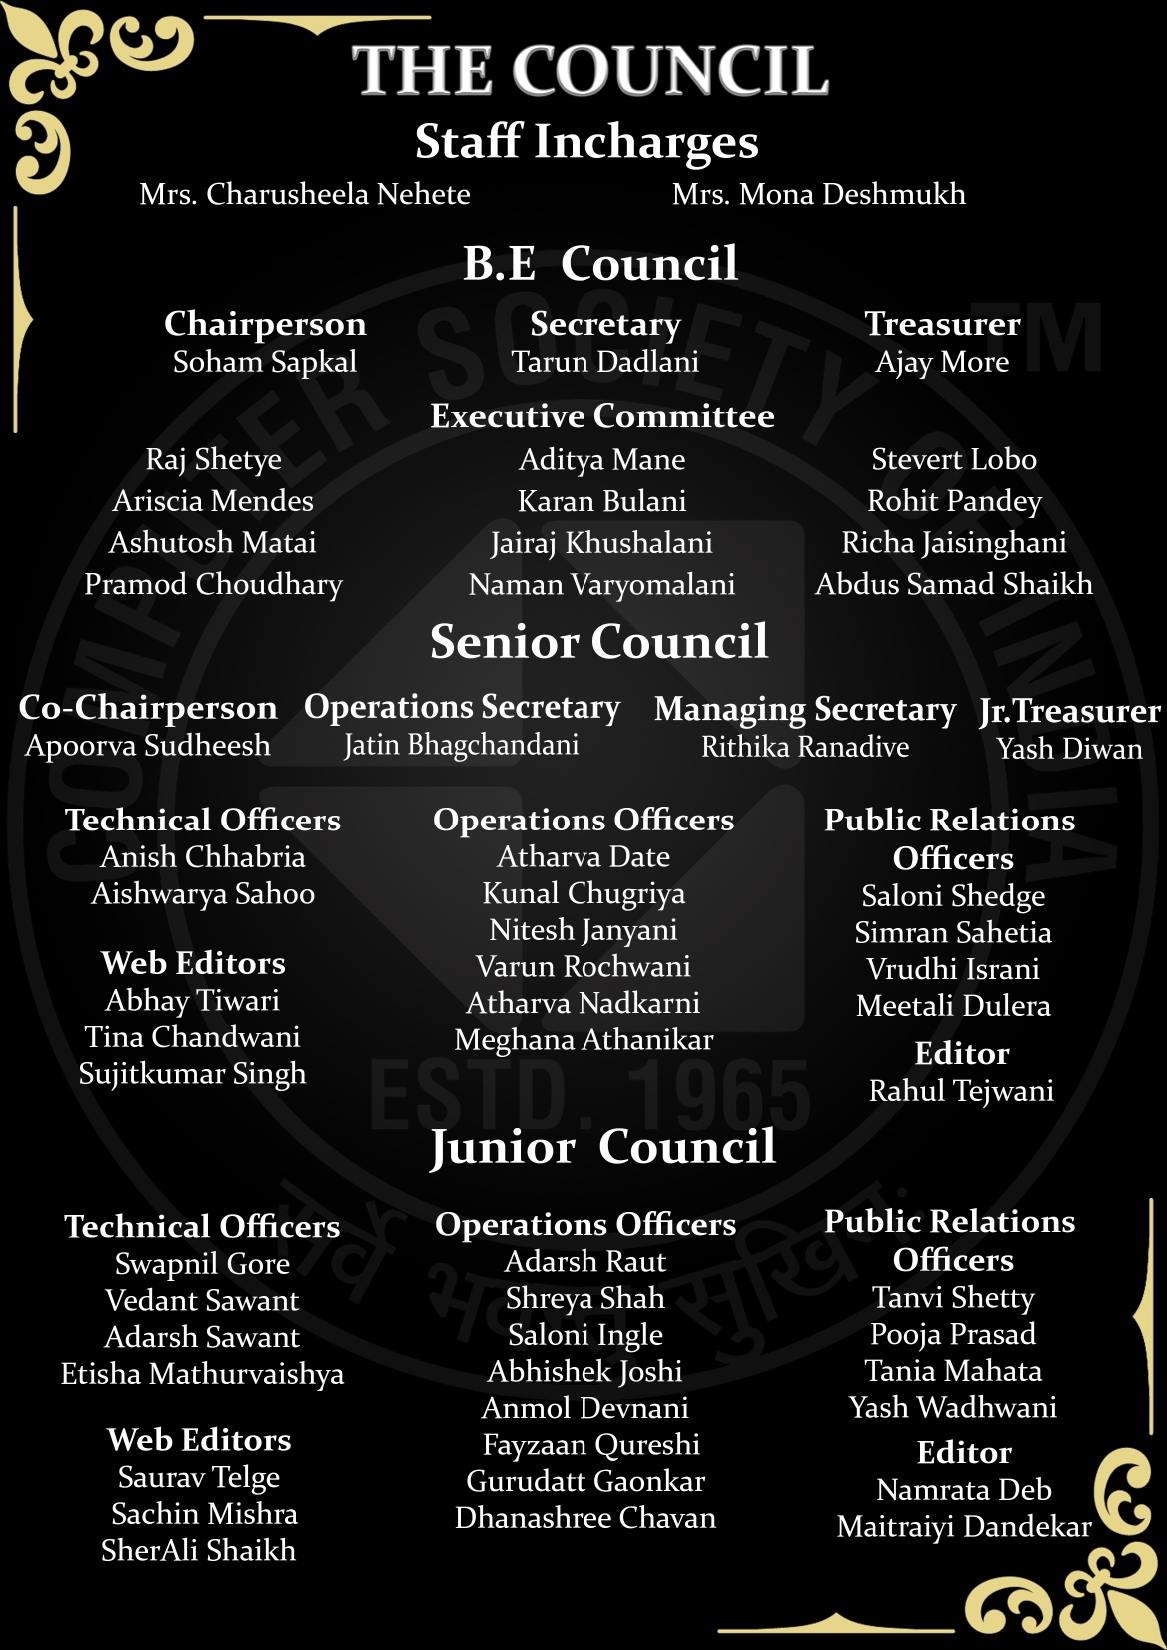 THE COUNCIL
Staff Incharges
Mrs. Charusheela Nehete
Mrs. Mona Deshmukh
B.E Council
Chairperson
Soham Sapkal
Secretary
Tarun Dadlani
Treasurer
Ajay More
Executive Committee
Raj Shetye
Ariscia Mendes
Ashutosh Matai
Pramod Choudhary
Aditya Mane
Karan Bulani
Jairaj Khushalani
Naman Varyomalani
Stevert Lobo
Rohit Pandey
Richa Jaisinghani
Abdus Samad Shaikh
Senior Council
Co-Chairperson
Apoorva Sudheesh
Operations Secretary
Jatin Bhagchandani
Managing Secretary
Rithika Ranadive
Jr.Treasurer
Yash Diwan
Technical Officers
Anish Chhabria
Aishwarya Sahoo
Web Editors
Abhay Tiwari
Tina Chandwani
Sujitkumar Singh
Operations Officers
Atharva Date
Kunal Chugriya
Nitesh Janyani
Varun Rochwani
Atharva Nadkarni
Meghana Athanikar
Public Relations
Officers
Saloni Shedge
Simran Sahetia
Vrudhi Israni
Meetali Dulera
Editor
Rahul Tejwani
Junior Council
Technical Officers
Swapnil Gore
Vedant Sawant
Adarsh Sawant
Etisha Mathurvaishya
Web Editors
Saurav Telge
Sachin Mishra
SherAli Shaikh
Operations Officers
Adarsh Raut
Shreya Shah
Saloni Ingle
Abhishek Joshi
Anmol Devnani
Fayzaan Qureshi
Gurudatt Gaonkar
Dhanashree Chavan
Public Relations
Officers
Tanvi Shetty
Pooja Prasad
Tania Mahata
Yash Wadhwani
Editor
Namrata Deb
Maitraiyi Dandekar
COMPUTER SOCIETY OF INDIA
TM
ESTD. 1965